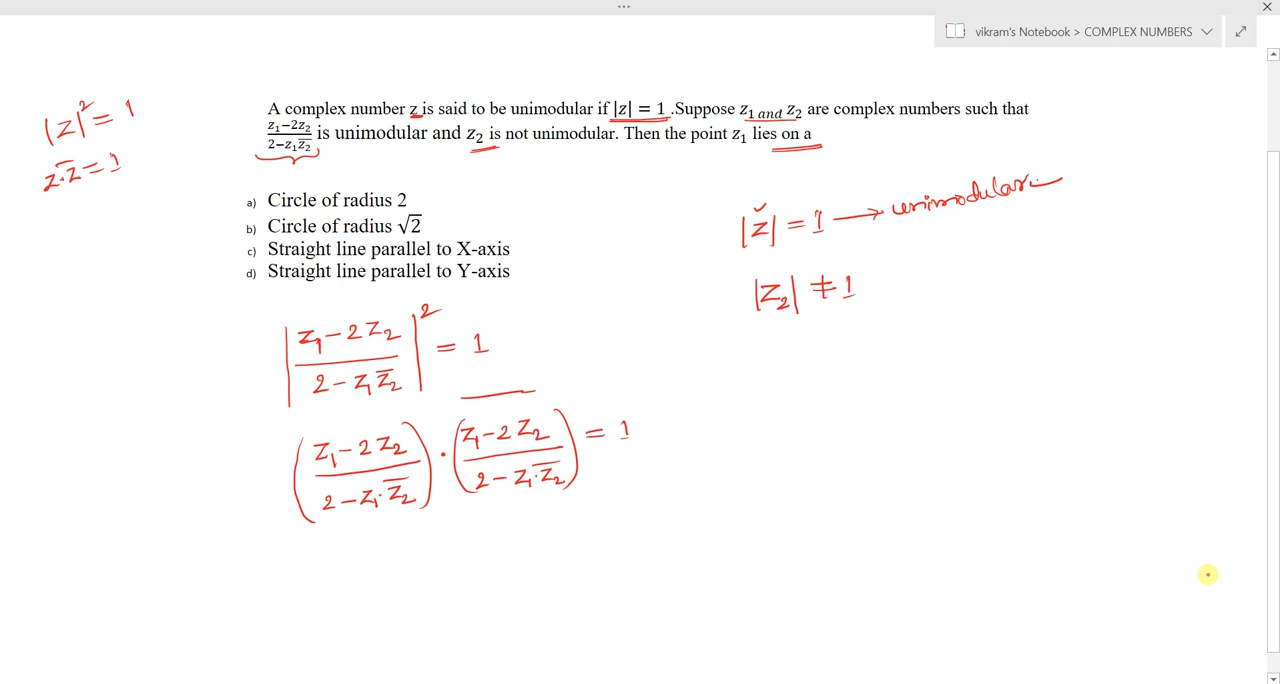 vikram's Notebook > COMPLEX NUMBERS
|z|² = 1
z·z̅ = 1
A complex number z is said to be unimodular if |z| = 1 .Suppose z₁ and z₂ are complex numbers such that
(z₁−2z₂)/(2−z₁z̅₂) is unimodular and z₂ is not unimodular. Then the point z₁ lies on a
a) Circle of radius 2
b) Circle of radius √2
c) Straight line parallel to X-axis
d) Straight line parallel to Y-axis
|z| = 1 → unimodular
|z₂| ≠ 1
|(z₁ − 2z₂)/(2 − z₁z̅₂)|² = 1
((z₁ − 2z₂)/(2 − z₁·z̅₂)) · ‾((z₁ − 2z₂)/(2 − z₁·z̅₂)) = 1